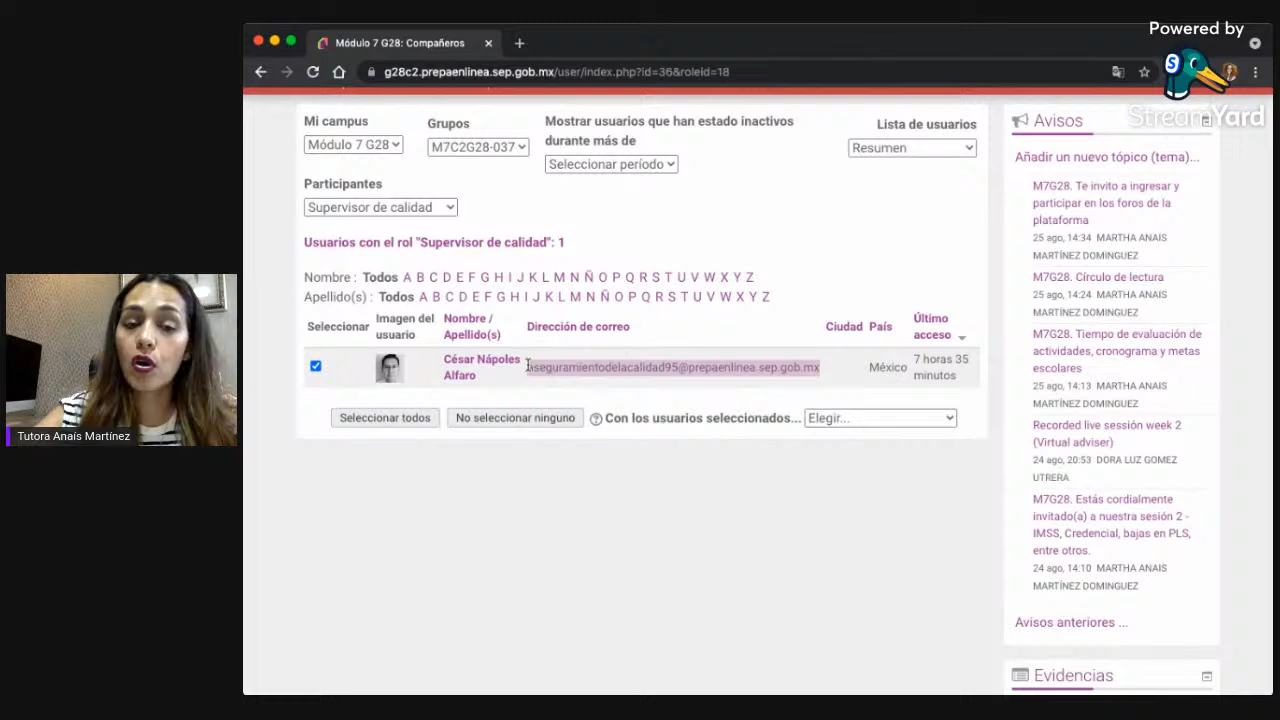 Powered by
StreamYard
Módulo 7 G28: Compañeros
g28c2.prepaenlinea.sep.gob.mx/user/index.php?id=36&roleid=18
Mi campus
Módulo 7 G28
Grupos
M7C2G28-037
Mostrar usuarios que han estado inactivos
durante más de
Seleccionar período
Lista de usuarios
Resumen
Participantes
Supervisor de calidad
Usuarios con el rol "Supervisor de calidad": 1
Nombre : Todos A B C D E F G H I J K L M N Ñ O P Q R S T U V W X Y Z
Apellido(s) : Todos A B C D E F G H I J K L M N Ñ O P Q R S T U V W X Y Z
Seleccionar
Imagen del
usuario
Nombre /
Apellido(s)
Dirección de correo
Ciudad
País
Último
acceso
César Nápoles
Alfaro
aseguramientodelacalidad95@prepaenlinea.sep.gob.mx
México
7 horas 35
minutos
Seleccionar todos
No seleccionar ninguno
Con los usuarios seleccionados...
Elegir...
Avisos
Añadir un nuevo tópico (tema)...
M7G28. Te invito a ingresar y
participar en los foros de la
plataforma
25 ago, 14:34 MARTHA ANAIS
MARTÍNEZ DOMINGUEZ
M7G28. Círculo de lectura
25 ago, 14:24 MARTHA ANAIS
MARTÍNEZ DOMINGUEZ
M7G28. Tiempo de evaluación de
actividades, cronograma y metas
escolares
25 ago, 14:13 MARTHA ANAIS
MARTÍNEZ DOMINGUEZ
Recorded live sessión week 2
(Virtual adviser)
24 ago, 20:53 DORA LUZ GOMEZ
UTRERA
M7G28. Estás cordialmente
invitado(a) a nuestra sesión 2 -
IMSS, Credencial, bajas en PLS,
entre otros.
24 ago, 14:10 MARTHA ANAIS
MARTÍNEZ DOMINGUEZ
Avisos anteriores ...
Evidencias
Tutora Anaís Martínez